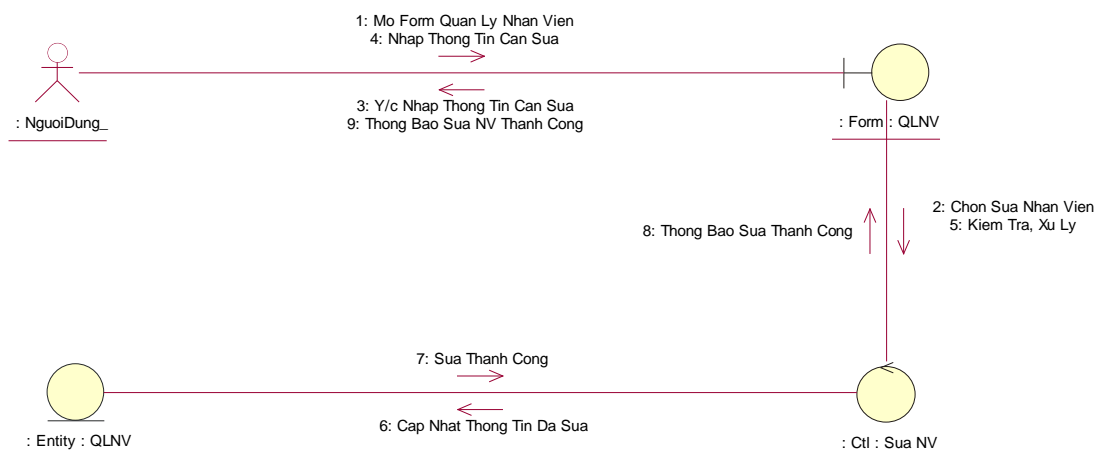 1: Mo Form Quan Ly Nhan Vien
4: Nhap Thong Tin Can Sua
3: Y/c Nhap Thong Tin Can Sua
9: Thong Bao Sua NV Thanh Cong
: NguoiDung_
: Form : QLNV
2: Chon Sua Nhan Vien
5: Kiem Tra, Xu Ly
8: Thong Bao Sua Thanh Cong
7: Sua Thanh Cong
6: Cap Nhat Thong Tin Da Sua
: Entity : QLNV
: Ctl : Sua NV